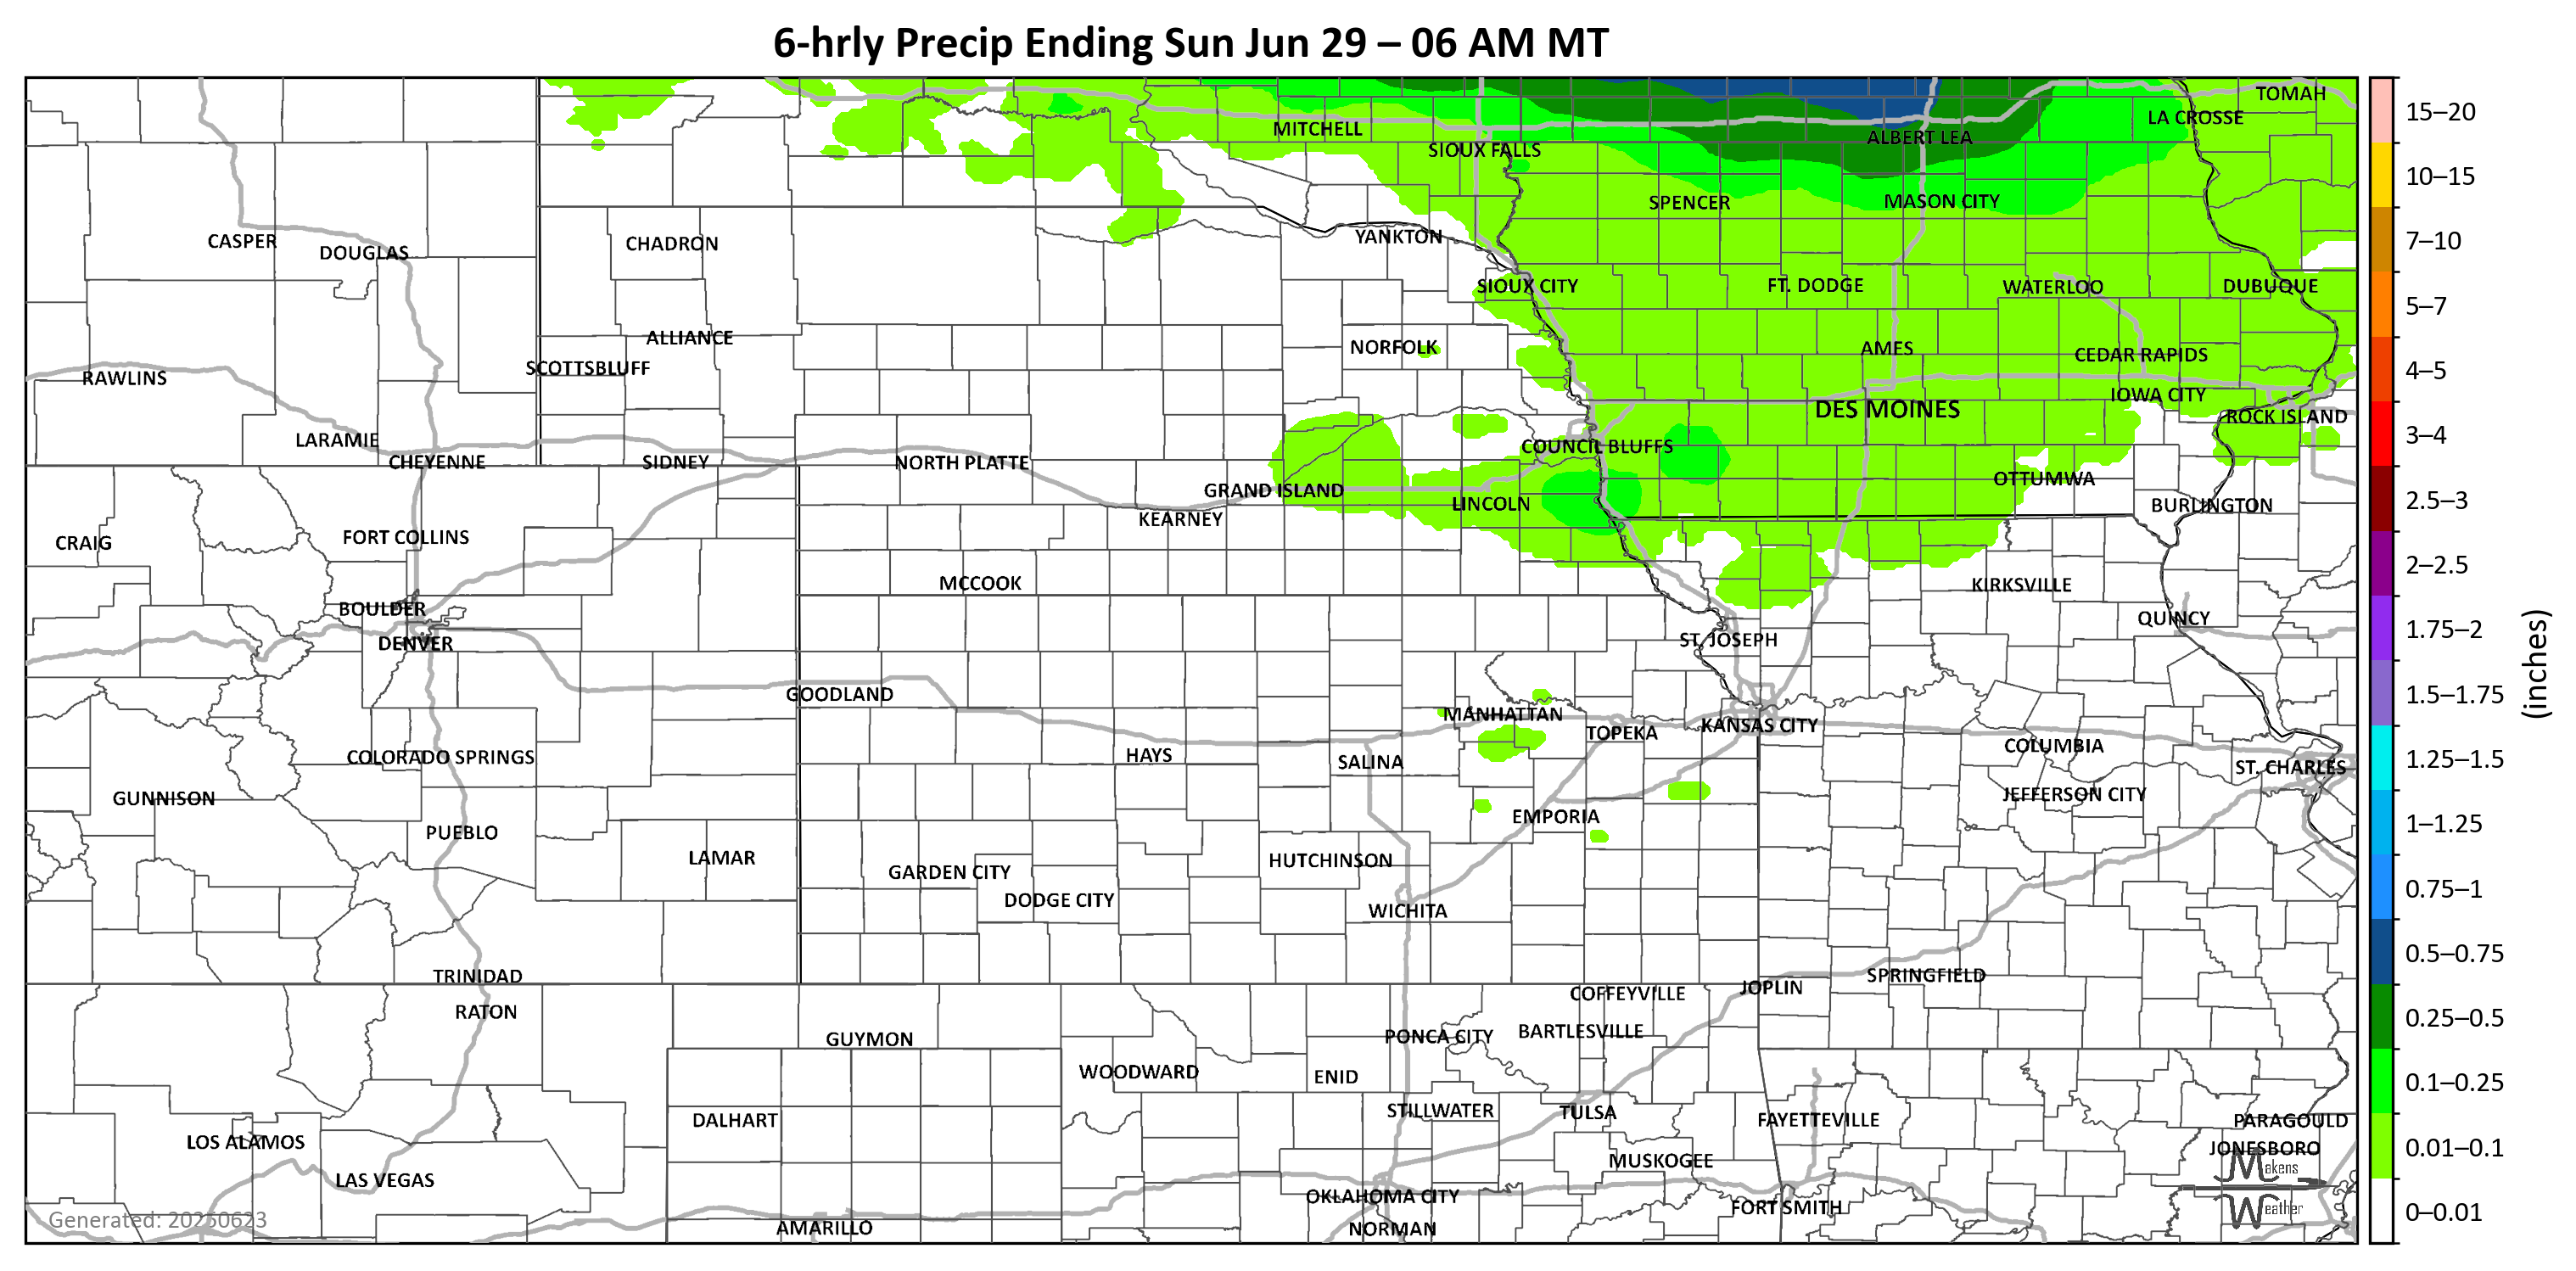 6-hrly Precip Ending Sun Jun 29 – 06 AM MT
TOMAH
LA CROSSE
MITCHELL
ALBERT LEA
SIOUX FALLS
SPENCER
MASON CITY
YANKTON
CASPER
DOUGLAS
CHADRON
SIOUX CITY
FT. DODGE
WATERLOO
DUBUQUE
ALLIANCE
NORFOLK
AMES
CEDAR RAPIDS
SCOTTSBLUFF
RAWLINS
IOWA CITY
DES MOINES
ROCK ISLAND
LARAMIE
COUNCIL BLUFFS
CHEYENNE
SIDNEY
NORTH PLATTE
OTTUMWA
GRAND ISLAND
LINCOLN
BURLINGTON
KEARNEY
FORT COLLINS
CRAIG
MCCOOK
KIRKSVILLE
BOULDER
QUINCY
DENVER
ST. JOSEPH
GOODLAND
MANHATTAN
TOPEKA
KANSAS CITY
COLUMBIA
COLORADO SPRINGS
HAYS
SALINA
ST. CHARLES
GUNNISON
JEFFERSON CITY
EMPORIA
PUEBLO
LAMAR
HUTCHINSON
GARDEN CITY
DODGE CITY
WICHITA
TRINIDAD
SPRINGFIELD
JOPLIN
COFFEYVILLE
RATON
GUYMON
PONCA CITY
BARTLESVILLE
WOODWARD
ENID
STILLWATER
TULSA
DALHART
FAYETTEVILLE
PARAGOULD
LOS ALAMOS
JONESBORO
MUSKOGEE
LAS VEGAS
OKLAHOMA CITY
FORT SMITH
AMARILLO
NORMAN
Generated: 20250623
Makens
Weather
15–20
10–15
7–10
5–7
4–5
3–4
2.5–3
2–2.5
1.75–2
1.5–1.75
1.25–1.5
1–1.25
0.75–1
0.5–0.75
0.25–0.5
0.1–0.25
0.01–0.1
0–0.01
(inches)